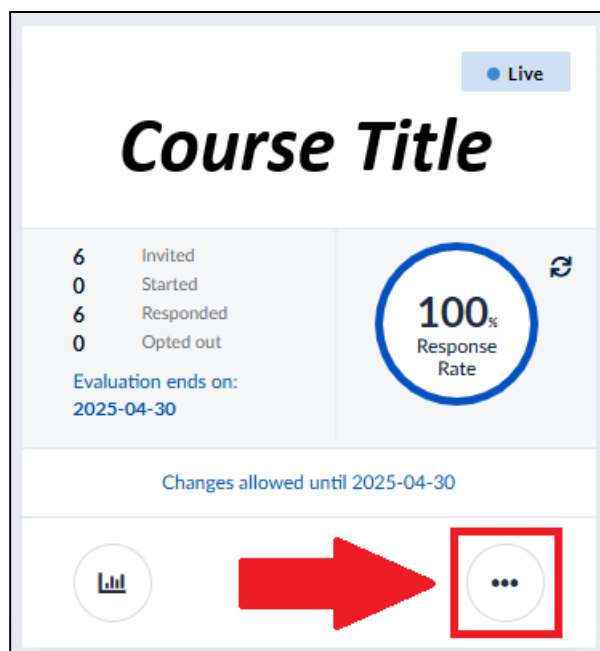 Live
Course Title
6 Invited
0 Started
6 Responded
0 Opted out
Evaluation ends on:
2025-04-30
100%
Response
Rate
Changes allowed until 2025-04-30